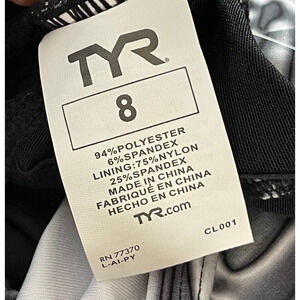 TYR
8
94%POLYESTER
6%SPANDEX
LINING:75%NYLON
25%SPANDEX
MADE IN CHINA
FABRIQUÉ EN CHINA
HECHO EN CHINA
TYR.com
RN 77370
L-AI-PY
CL001